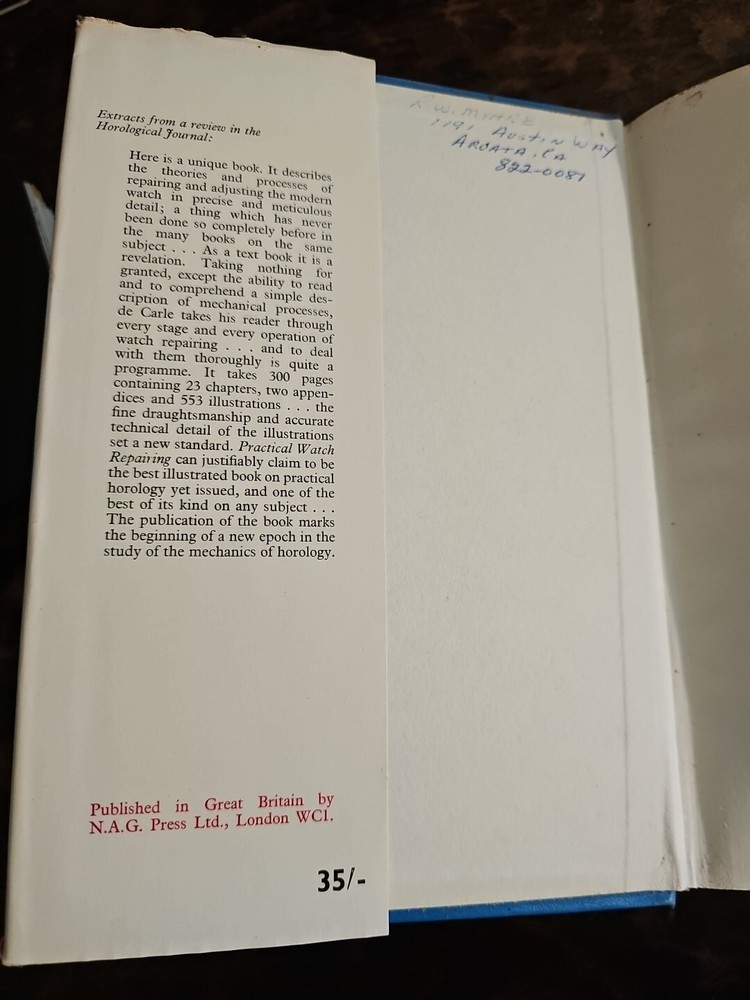 Extracts from a review in the
Horological Journal:
Here is a unique book. It describes
the theories and processes of
repairing and adjusting the modern
watch in precise and meticulous
detail; a thing which has never
been done so completely before in
the many books on the same
subject . . . As a text book it is a
revelation. Taking nothing for
granted, except the ability to read
and to comprehend a simple des-
cription of mechanical processes,
de Carle takes his reader through
every stage and every operation of
watch repairing . . . and to deal
with them thoroughly is quite a
programme. It takes 300 pages
containing 23 chapters, two appen-
dices and 553 illustrations . . . the
fine draughtsmanship and accurate
technical detail of the illustrations
set a new standard. Practical Watch
Repairing can justifiably claim to be
the best illustrated book on practical
horology yet issued, and one of the
best of its kind on any subject . . .
The publication of the book marks
the beginning of a new epoch in the
study of the mechanics of horology.
Published in Great Britain by
N.A.G. Press Ltd., London WC1.
35/-
R W.
AUSTIN WAY
ARCATA, CA
822-0081